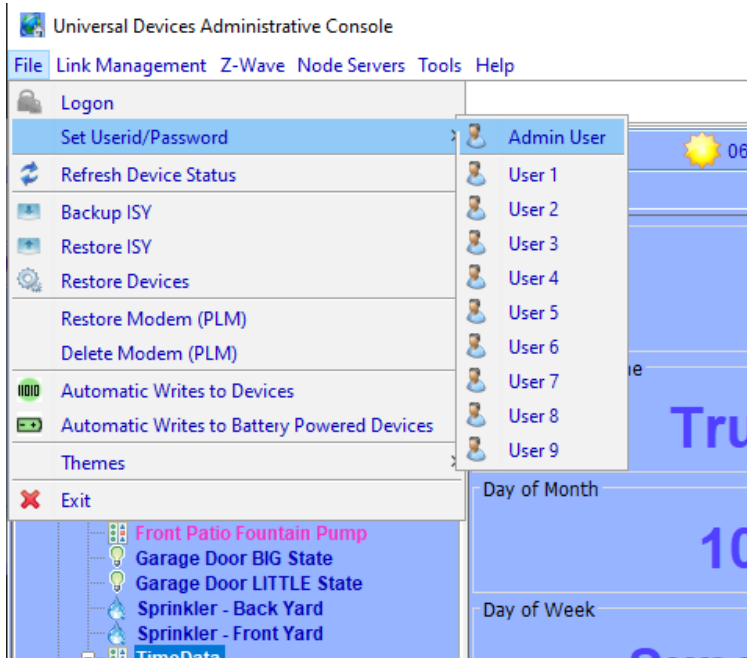 Universal Devices Administrative Console
File Link Management Z-Wave Node Servers Tools Help
Logon
Set Userid/Password
Refresh Device Status
Backup ISY
Restore ISY
Restore Devices
Restore Modem (PLM)
Delete Modem (PLM)
Automatic Writes to Devices
Automatic Writes to Battery Powered Devices
Themes
Exit
Admin User
User 1
User 2
User 3
User 4
User 5
User 6
User 7
User 8
User 9
06
Tru
Day of Month
10
Day of Week
Front Patio Fountain Pump
Garage Door BIG State
Garage Door LITTLE State
Sprinkler - Back Yard
Sprinkler - Front Yard
TimeData